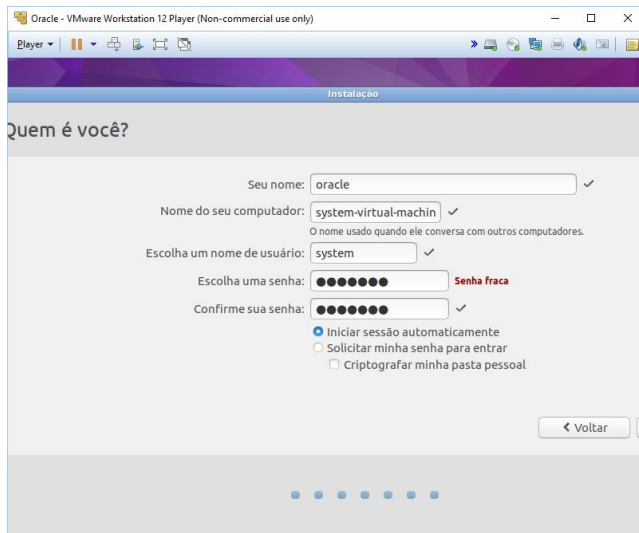 Oracle - VMware Workstation 12 Player (Non-commercial use only)
Player
Instalação
Quem é você?
Seu nome: oracle
Nome do seu computador: system-virtual-machin
O nome usado quando ele conversa com outros computadores.
Escolha um nome de usuário: system
Escolha uma senha: ●●●●●●● Senha fraca
Confirme sua senha: ●●●●●●●
Iniciar sessão automaticamente
Solicitar minha senha para entrar
Criptografar minha pasta pessoal
Voltar